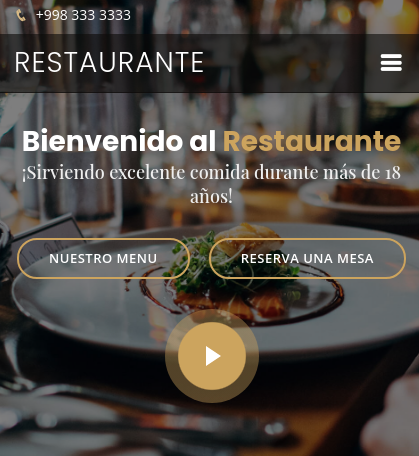 +998 333 3333
RESTAURANTE
Bienvenido al Restaurante
¡Sirviendo excelente comida durante más de 18
años!
NUESTRO MENU
RESERVA UNA MESA